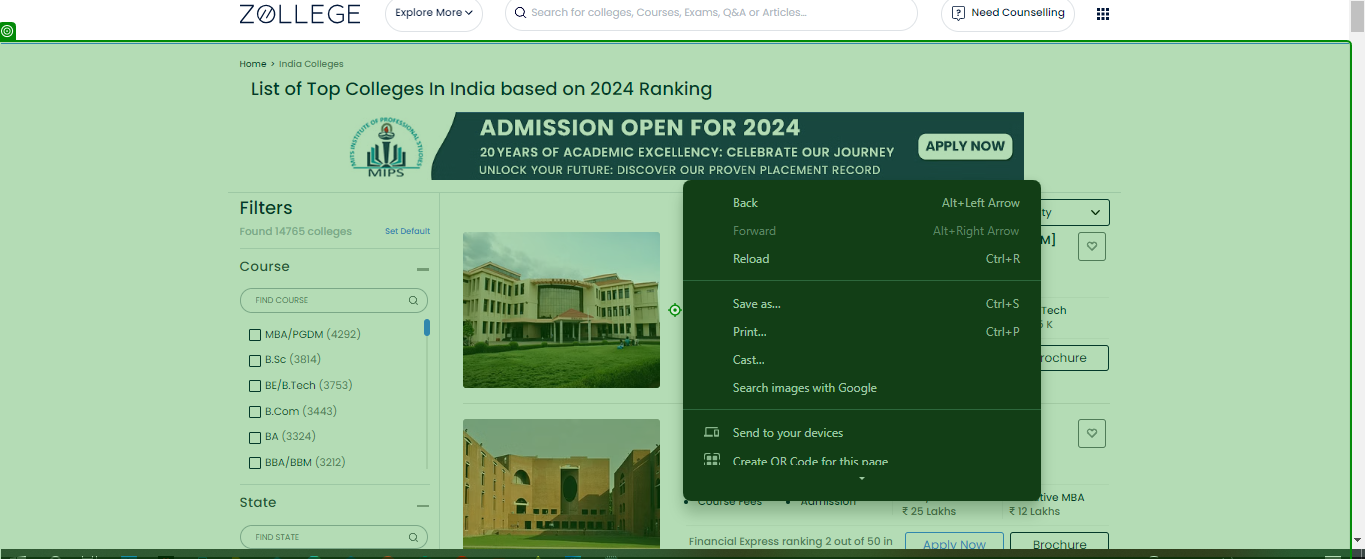 ZOLLEGE
Explore More
Search for colleges, Courses, Exams, Q&A or Articles...
Need Counselling
Home > India Colleges
List of Top Colleges In India based on 2024 Ranking
MITS INSTITUTE OF PROFESSIONAL STUDIES
MIPS
ADMISSION OPEN FOR 2024
20 YEARS OF ACADEMIC EXCELLENCY: CELEBRATE OUR JOURNEY
UNLOCK YOUR FUTURE: DISCOVER OUR PROVEN PLACEMENT RECORD
APPLY NOW
Filters
Found 14765 colleges
Set Default
Course
FIND COURSE
MBA/PGDM (4292)
B.Sc (3814)
BE/B.Tech (3753)
B.Com (3443)
BA (3324)
BBA/BBM (3212)
State
FIND STATE
Back Alt+Left Arrow
Forward Alt+Right Arrow
Reload Ctrl+R
Save as... Ctrl+S
Print... Ctrl+P
Cast...
Search images with Google
Send to your devices
Create QR Code for this page
ty
M]
Tech
K
rochure
Course Fees
Admission
tive MBA
₹ 25 Lakhs
₹ 12 Lakhs
Financial Express ranking 2 out of 50 in
Apply Now
Brochure